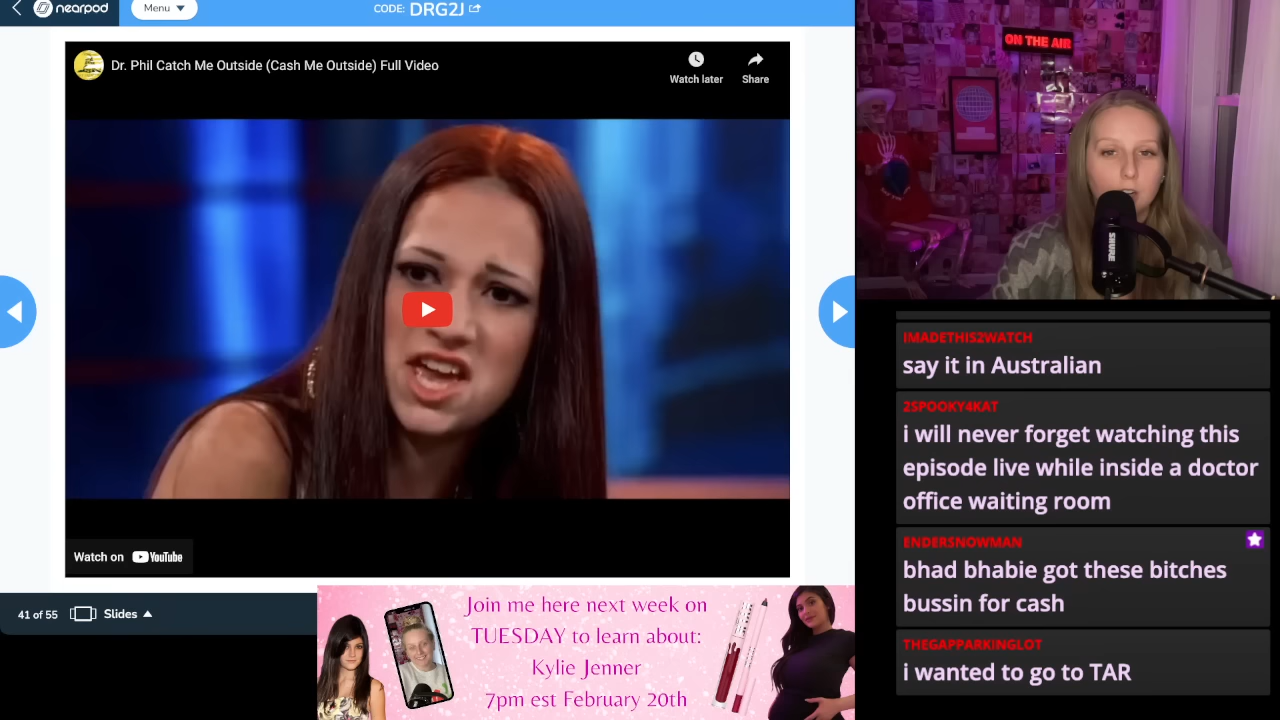 nearpod
Menu
CODE: DRG2J
Dr. Phil Catch Me Outside (Cash Me Outside) Full Video
Watch later
Share
Watch on YouTube
41 of 55
Slides
Join me here next week on
TUESDAY to learn about:
Kylie Jenner
7pm est February 20th
ON THE AIR
SHURE
IMADETHIS2WATCH
say it in Australian
2SPOOKY4KAT
i will never forget watching this
episode live while inside a doctor
office waiting room
ENDERSNOWMAN
bhad bhabie got these bitches
bussin for cash
THEGAPPARKINGLOT
i wanted to go to TAR